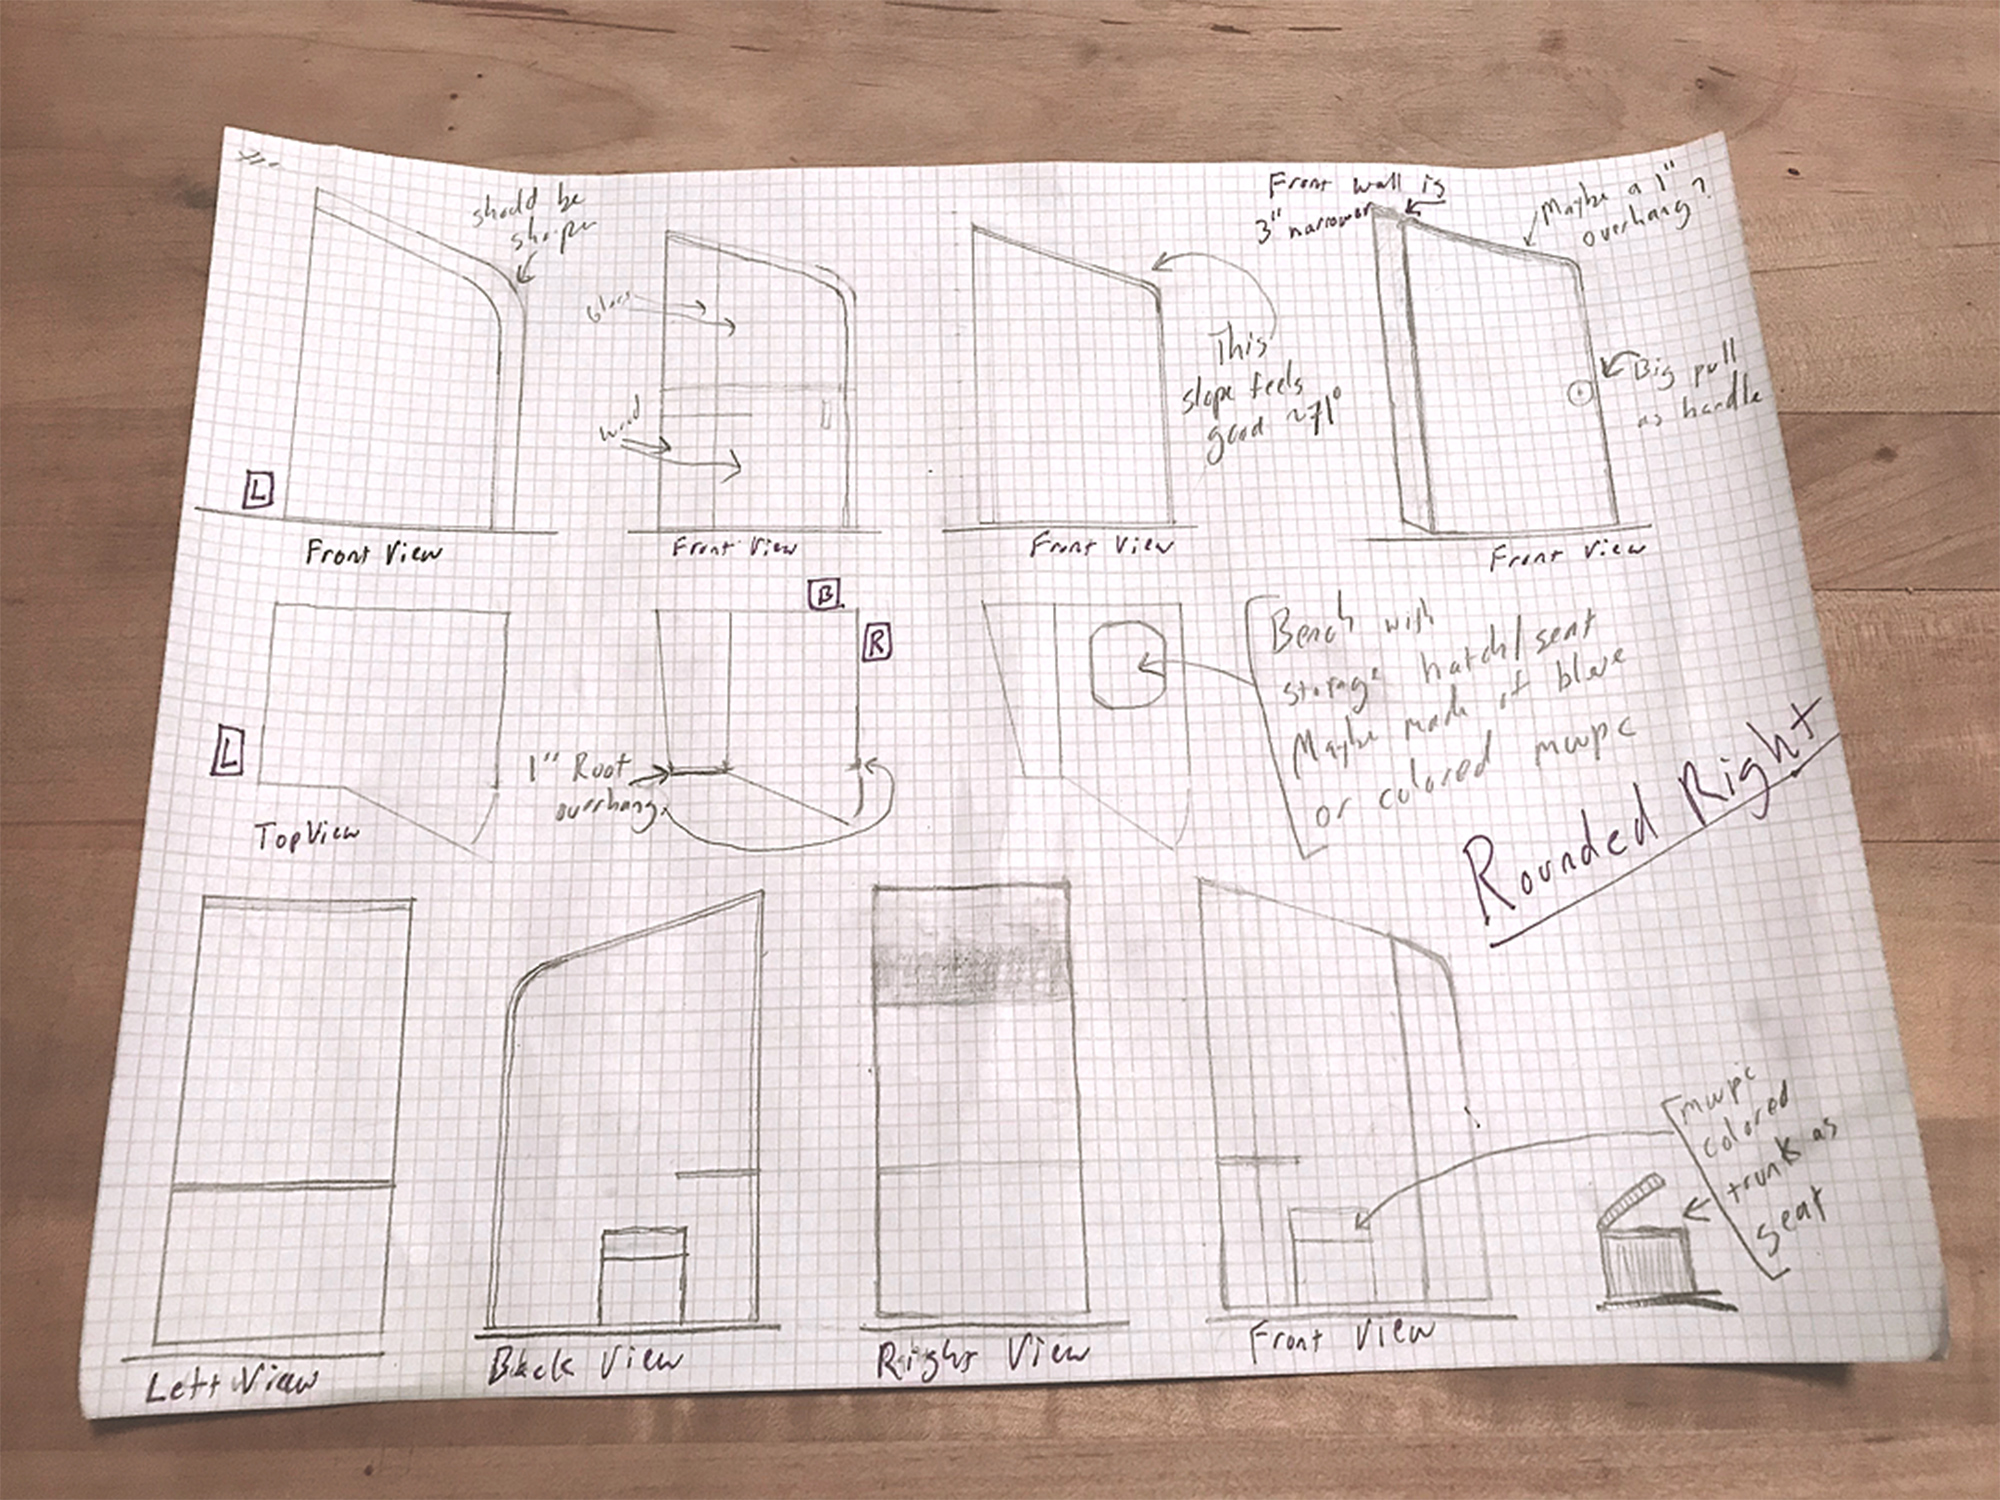 should be
Front wall is
3" narrower
Maybe a 1"
overhang?
Glass
This
slope feels
good ~71°
Big pull
as handle
wood
L
Front View
Front View
Front View
Front View
B
R
Bench with
storage hatch/seat
Maybe made of
or colored mwpc
L
1" Roof
overhang
Top View
Rounded Right
mwpc
colored
trunk as
seat
Left View
Back View
Right View
Front View